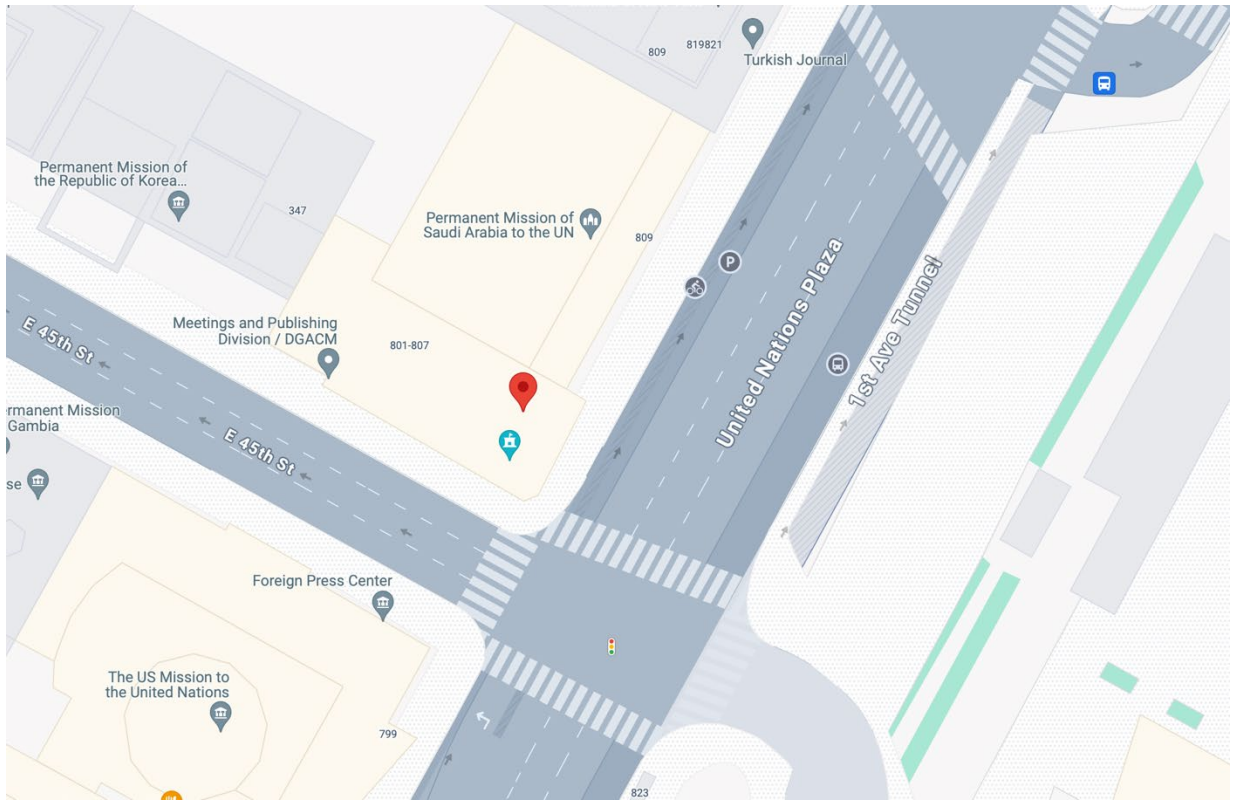 809
819821
Turkish Journal
Permanent Mission of
the Republic of Korea...
347
Permanent Mission of
Saudi Arabia to the UN
809
P
United Nations Plaza
1st Ave Tunnel
Meetings and Publishing
Division / DGACM
801-807
E 45th St
E 45th St
rmanent Mission
Gambia
se
Foreign Press Center
The US Mission to
the United Nations
799
823